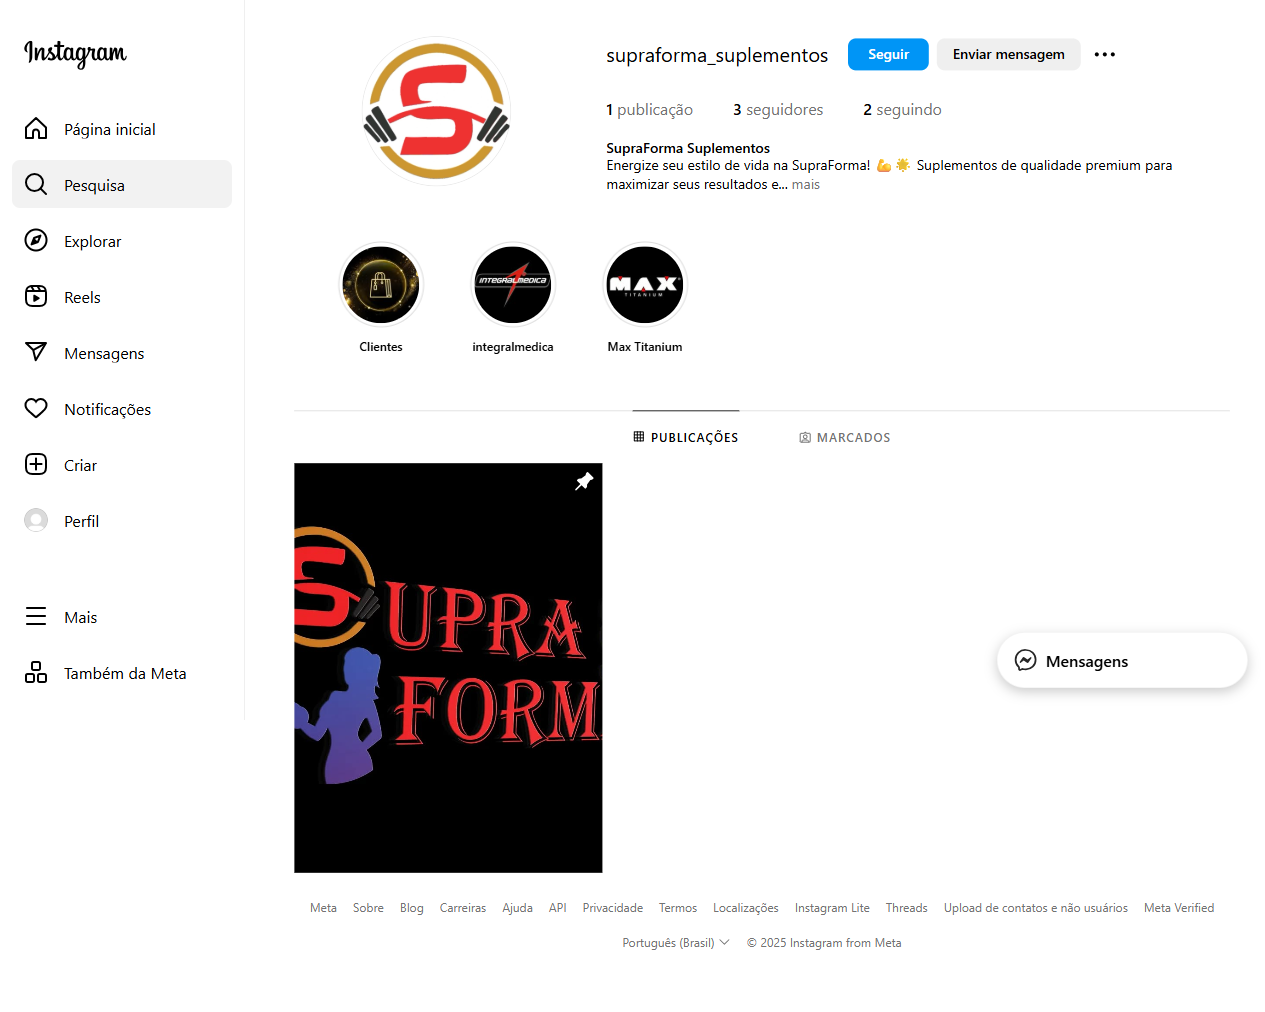 Instagram
Página inicial
Pesquisa
Explorar
Reels
Mensagens
Notificações
Criar
Perfil
Mais
Também da Meta
supraforma_suplementos
Seguir
Enviar mensagem
1 publicação
3 seguidores
2 seguindo
SupraForma Suplementos
Energize seu estilo de vida na SupraForma! 💪🌟 Suplementos de qualidade premium para
maximizar seus resultados e... mais
INTEGRALMEDICA
MAX
TITANIUM
Clientes
integralmedica
Max Titanium
PUBLICAÇÕES
MARCADOS
SUPRA
FORM
Mensagens
Meta Sobre Blog Carreiras Ajuda API Privacidade Termos Localizações Instagram Lite Threads Upload de contatos e não usuários Meta Verified
Português (Brasil) © 2025 Instagram from Meta